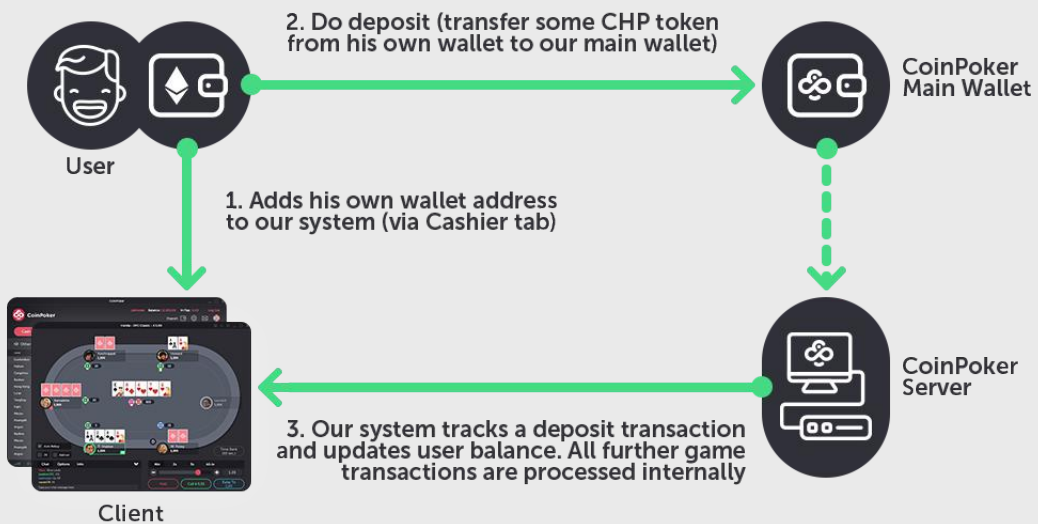 2. Do deposit (transfer some CHP token
from his own wallet to our main wallet)
CoinPoker
Main Wallet
User
1. Adds his own wallet address
to our system (via Cashier tab)
CoinPoker
CoinPoker
Server
3. Our system tracks a deposit transaction
and updates user balance. All further game
transactions are processed internally
Client